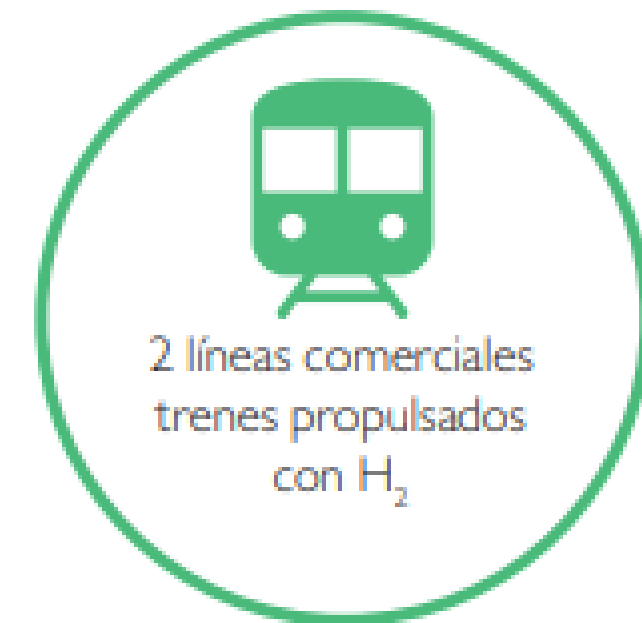 2 líneas comerciales
trenes propulsados
con H₂